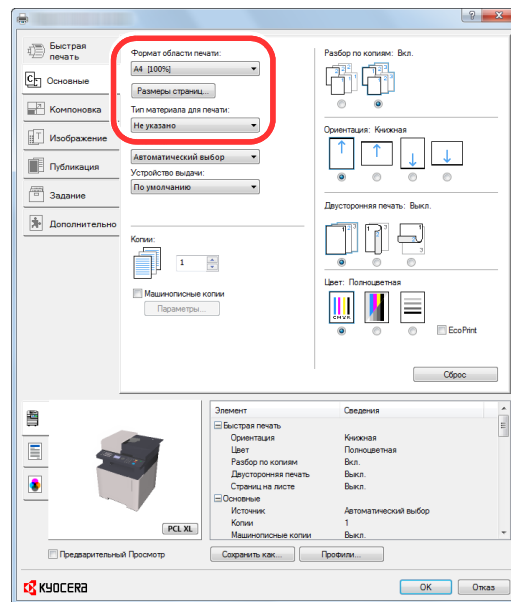 Быстрая
печать
Основные
Компоновка
Изображение
Публикация
Задание
Дополнительно
Формат области печати:
A4 [100%]
Размеры страниц...
Тип материала для печати:
Не указано
Автоматический выбор
Устройство выдачи:
По умолчанию
Копии:
1
Машинописные копии
Параметры...
Разбор по копиям: Вкл.
Ориентация: Книжная
Двусторонняя печать: Выкл.
Цвет: Полноцветная
CMYK
EcoPrint
Сброс
PCL XL
Предварительный Просмотр
Элемент Сведения
Быстрая печать
Ориентация Книжная
Цвет Полноцветная
Разбор по копиям Вкл.
Двусторонняя печать Выкл.
Страниц на листе Выкл.
Основные
Источник Автоматический выбор
Копии 1
Машинописные копии Выкл.
Сохранить как... Профили...
KYOCERA
OK Отказ